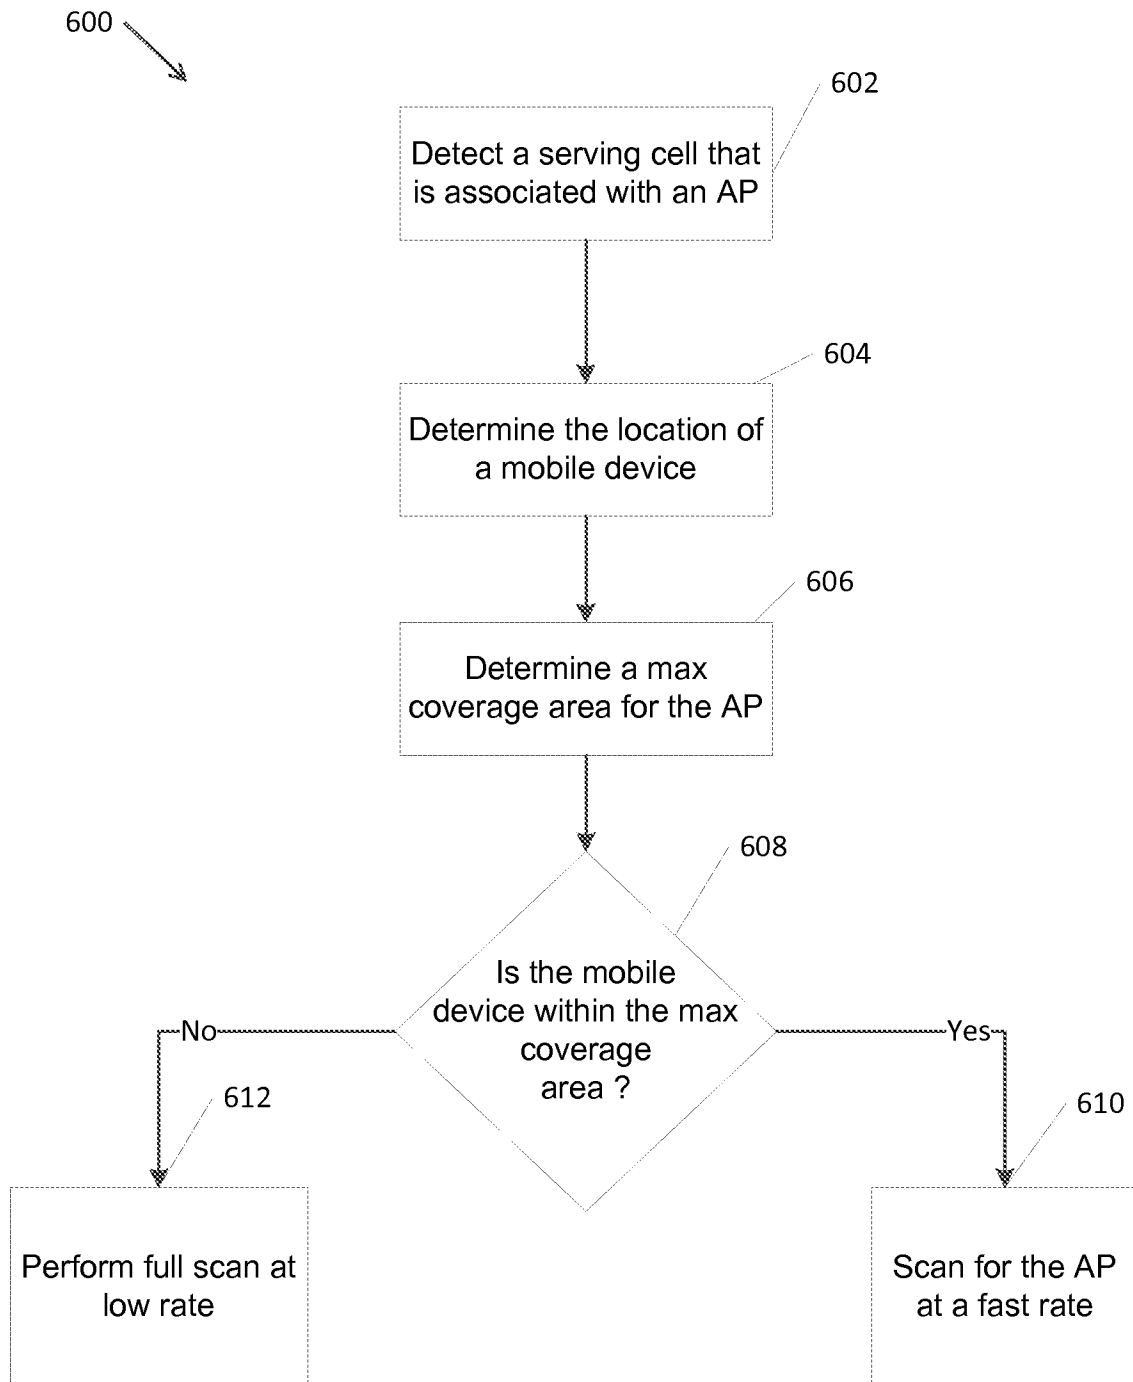 600
602
Detect a serving cell that
is associated with an AP
604
Determine the location of
a mobile device
606
Determine a max
coverage area for the AP
608
Is the mobile
device within the max
coverage
area ?
No
Yes
612
610
Perform full scan at
low rate
Scan for the AP
at a fast rate